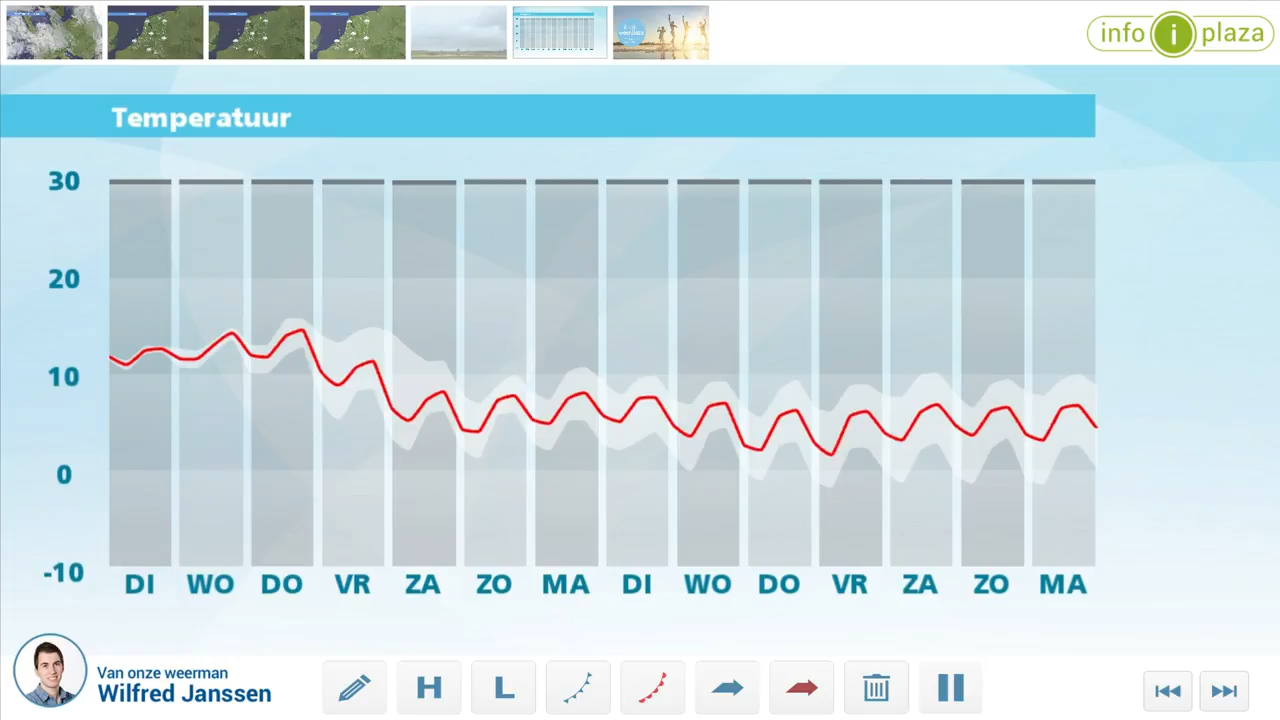 info i plaza
Temperatuur
30
20
10
0
-10
DI WO DO VR ZA ZO MA DI WO DO VR ZA ZO MA
Van onze weerman
Wilfred Janssen
H L